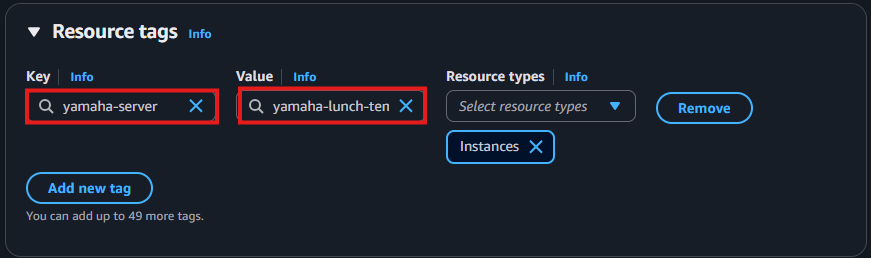 Resource tags Info
Key Info Value Info Resource types Info
yamaha-server yamaha-lunch-ten Select resource types Remove
Instances
Add new tag
You can add up to 49 more tags.